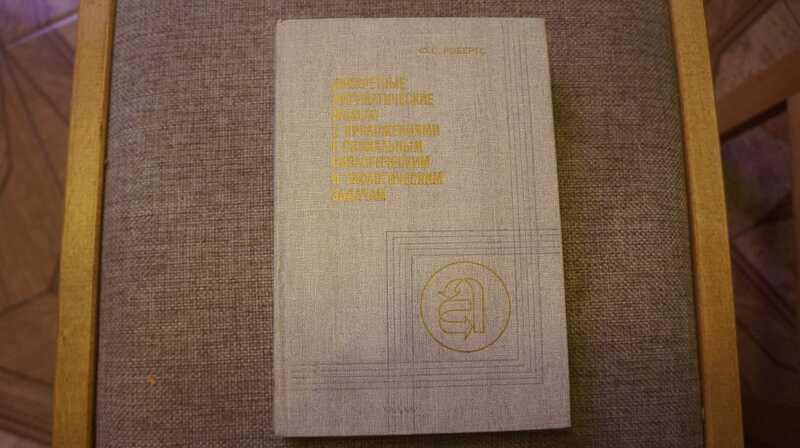 Ф.С. РОБЕРТС
ДИСКРЕТНЫЕ
МАТЕМАТИЧЕСКИЕ
МОДЕЛИ
С ПРИЛОЖЕНИЯМИ
К СОЦИАЛЬНЫМ
БИОЛОГИЧЕСКИМ
И ЭКОЛОГИЧЕСКИМ
ЗАДАЧАМ